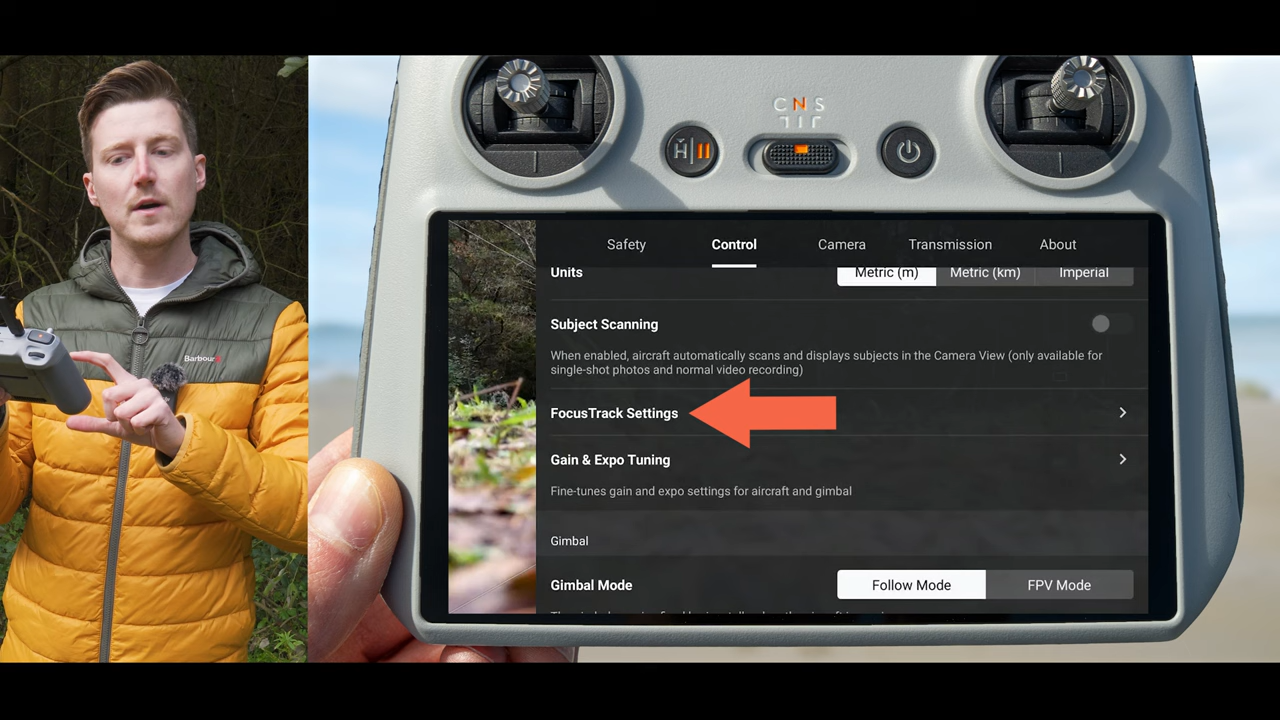 Barbour
C N S
H
Safety Control Camera Transmission About
Units Metric (m) Metric (km) Imperial
Subject Scanning
When enabled, aircraft automatically scans and displays subjects in the Camera View (only available for
single-shot photos and normal video recording)
FocusTrack Settings
Gain & Expo Tuning
Fine-tunes gain and expo settings for aircraft and gimbal
Gimbal
Gimbal Mode Follow Mode FPV Mode